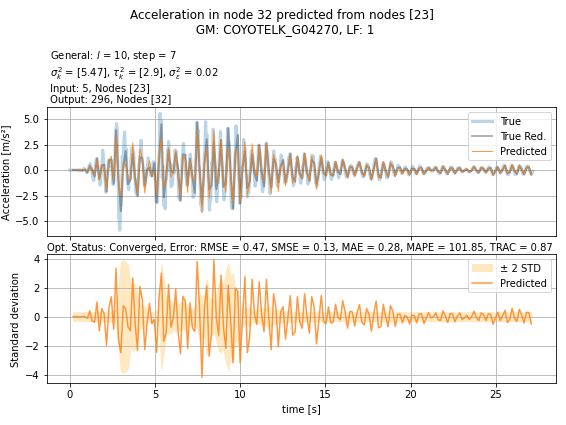 Acceleration in node 32 predicted from nodes [23]
GM: COYOTELK_G04270, LF: 1
General: l = 10, step = 7
σ²ₖ = [5.47], τ²ₖ = [2.9], σ²ε = 0.02
Input: 5, Nodes [23]
Output: 296, Nodes [32]
Acceleration [m/s²]
5.0
2.5
0.0
−2.5
−5.0
True
True Red.
Predicted
Opt. Status: Converged, Error: RMSE = 0.47, SMSE = 0.13, MAE = 0.28, MAPE = 101.85, TRAC = 0.87
Standard deviation
4
2
0
−2
−4
± 2 STD
Predicted
0 5 10 15 20 25
time [s]